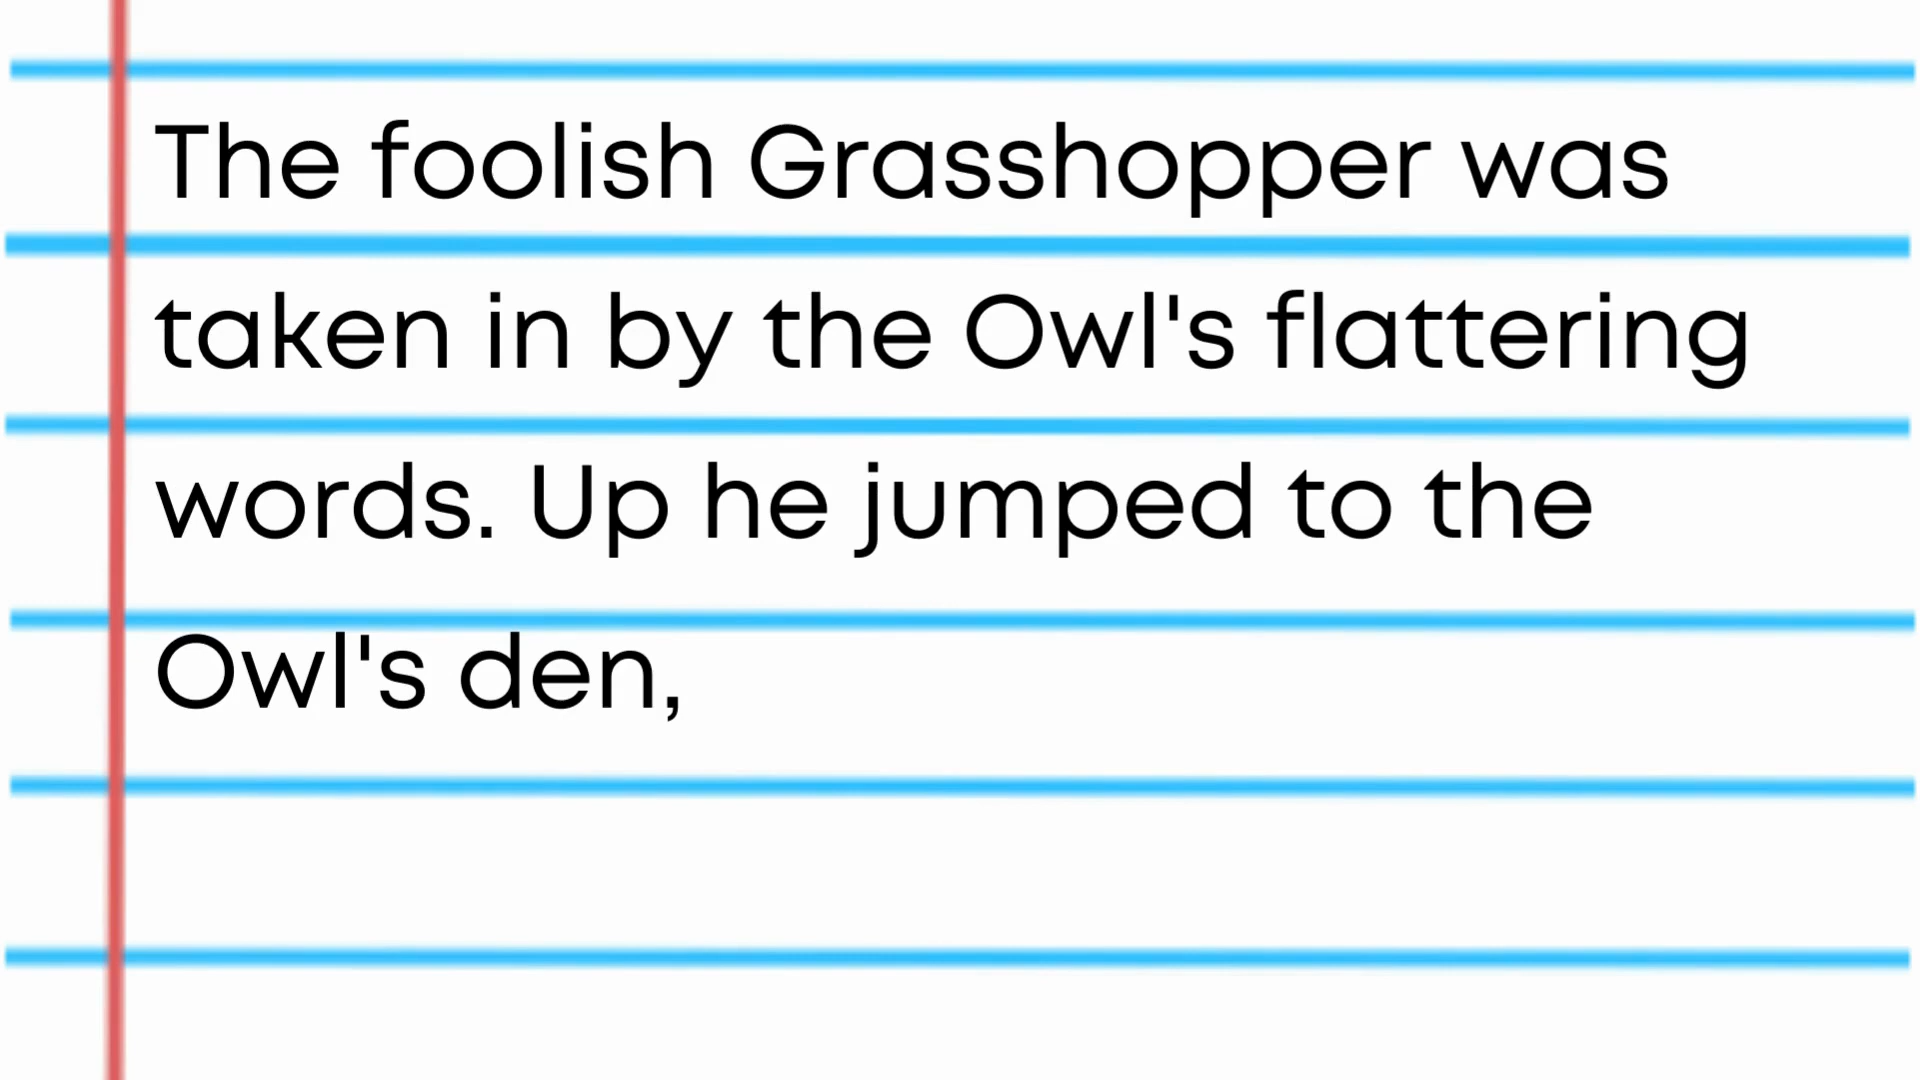 The foolish Grasshopper was
taken in by the Owl's flattering
words. Up he jumped to the
Owl's den,